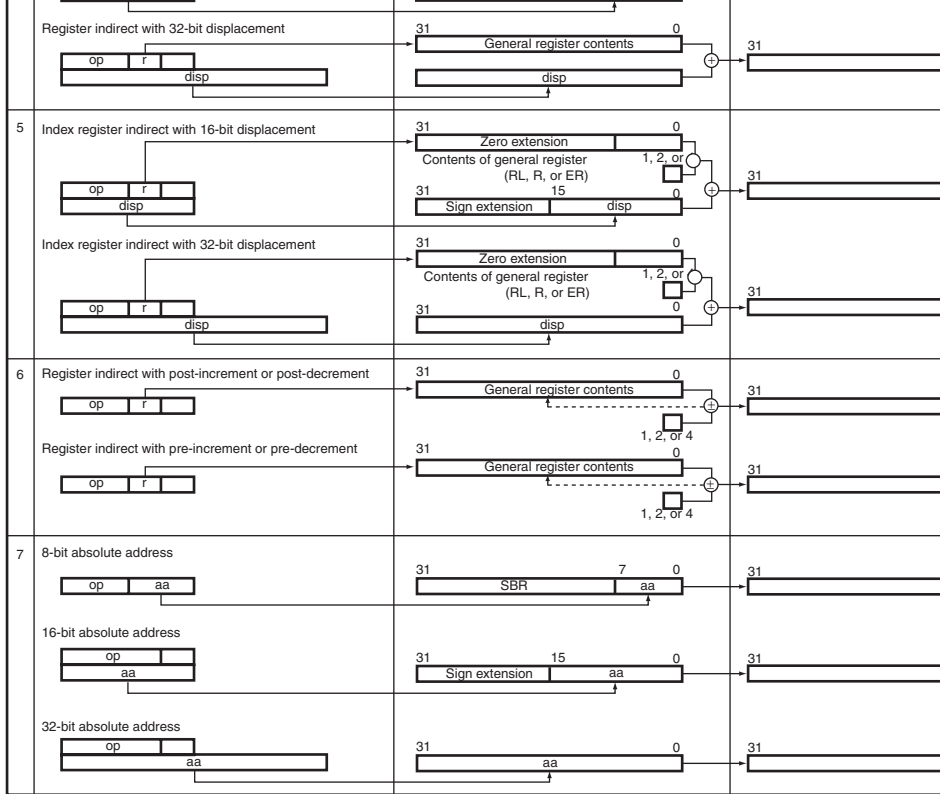 Register indirect with 32-bit displacement
31 0
General register contents
op r
disp
disp
+
31
5
Index register indirect with 16-bit displacement
31 0
Zero extension
Contents of general register
(RL, R, or ER)
1, 2, or
op r
disp
31 15 0
Sign extension disp
+
31
Index register indirect with 32-bit displacement
31 0
Zero extension
Contents of general register
(RL, R, or ER)
1, 2, or
op r
disp
31 0
disp
+
31
6
Register indirect with post-increment or post-decrement
31 0
General register contents
op r
±
1, 2, or 4
31
Register indirect with pre-increment or pre-decrement
31 0
General register contents
op r
±
1, 2, or 4
31
7
8-bit absolute address
31 7 0
op aa
SBR aa
31
16-bit absolute address
op
aa
31 15 0
Sign extension aa
31
32-bit absolute address
op
aa
31 0
aa
31